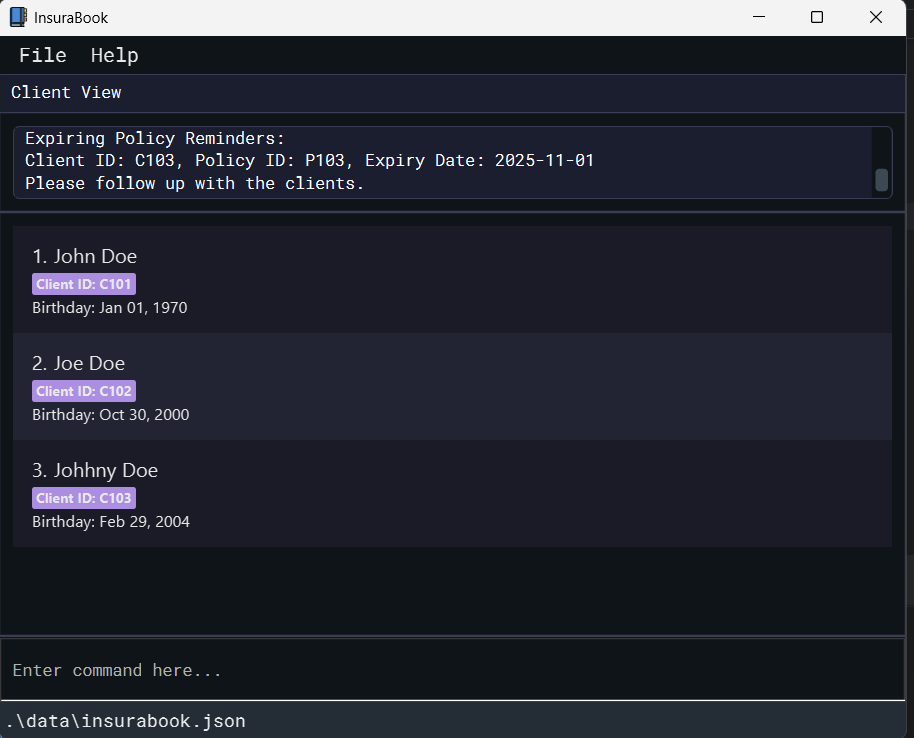 InsuraBook
File Help
Client View
Expiring Policy Reminders:
Client ID: C103, Policy ID: P103, Expiry Date: 2025-11-01
Please follow up with the clients.
1. John Doe
Client ID: C101
Birthday: Jan 01, 1970
2. Joe Doe
Client ID: C102
Birthday: Oct 30, 2000
3. Johhny Doe
Client ID: C103
Birthday: Feb 29, 2004
Enter command here...
.\data\insurabook.json